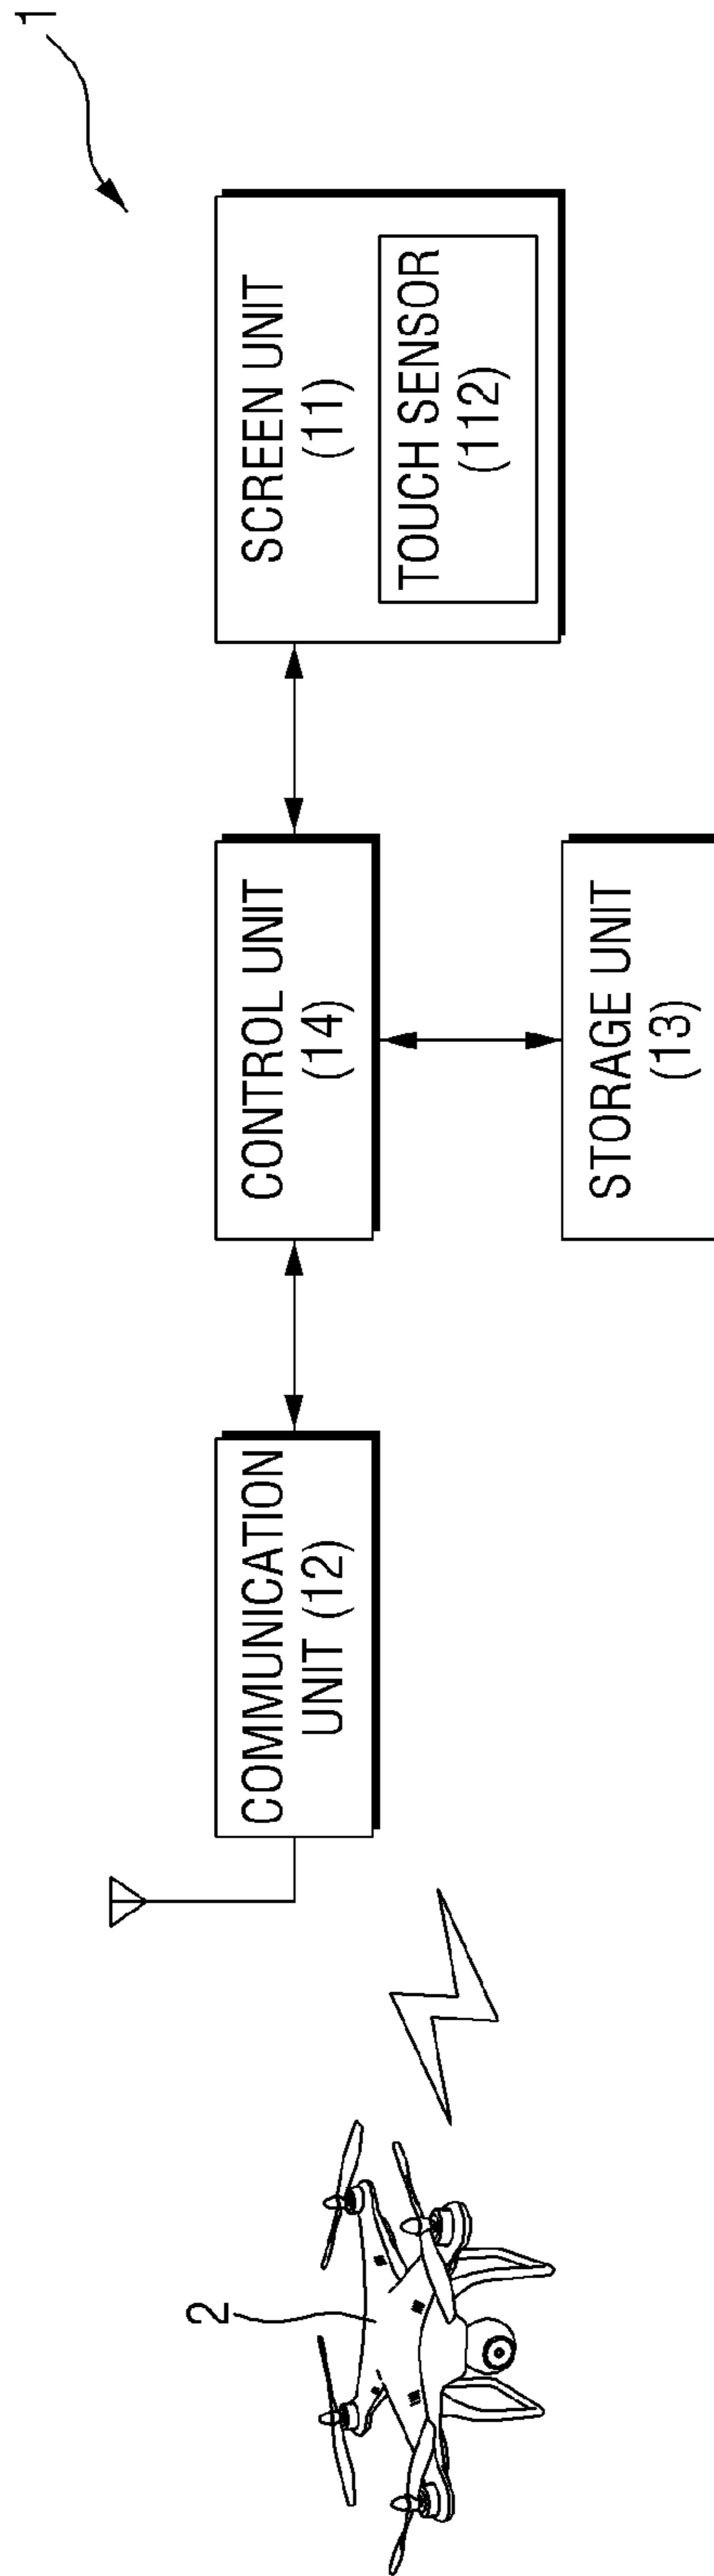 1
2
COMMUNICATION
UNIT (12)
CONTROL UNIT
(14)
SCREEN UNIT
(11)
TOUCH SENSOR
(112)
STORAGE UNIT
(13)